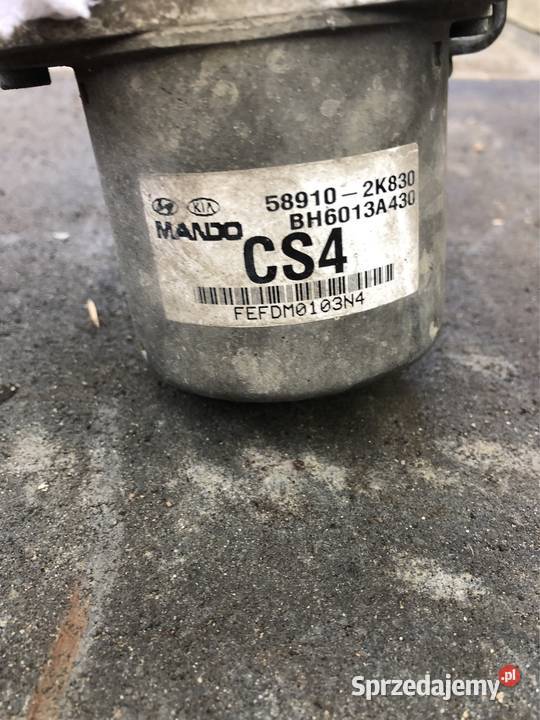 58910-2K830
KIA BH6013A430
MANDO
CS4
FEFDM0103N4
Sprzedajemy.pl